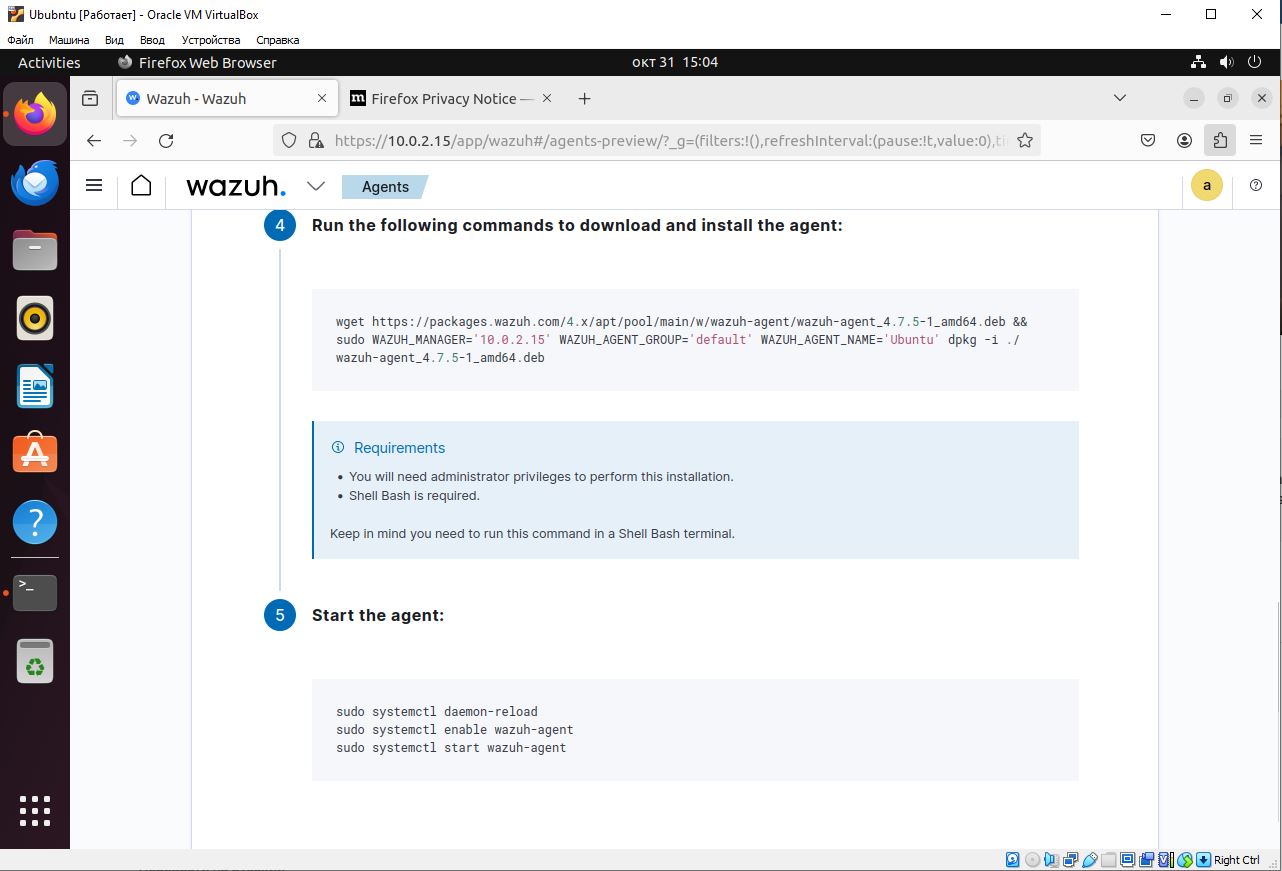 Ububntu [Работает] - Oracle VM VirtualBox
Файл Машина Вид Ввод Устройства Справка
Activities Firefox Web Browser окт 31 15:04
Wazuh - Wazuh
Firefox Privacy Notice —
https://10.0.2.15/app/wazuh#/agents-preview/?_g=(filters:!(),refreshInterval:(pause:!t,value:0),ti
wazuh. Agents a
4 Run the following commands to download and install the agent:
wget https://packages.wazuh.com/4.x/apt/pool/main/w/wazuh-agent/wazuh-agent_4.7.5-1_amd64.deb &&
sudo WAZUH_MANAGER='10.0.2.15' WAZUH_AGENT_GROUP='default' WAZUH_AGENT_NAME='Ubuntu' dpkg -i ./
wazuh-agent_4.7.5-1_amd64.deb
Requirements
• You will need administrator privileges to perform this installation.
• Shell Bash is required.
Keep in mind you need to run this command in a Shell Bash terminal.
5 Start the agent:
sudo systemctl daemon-reload
sudo systemctl enable wazuh-agent
sudo systemctl start wazuh-agent
Right Ctrl